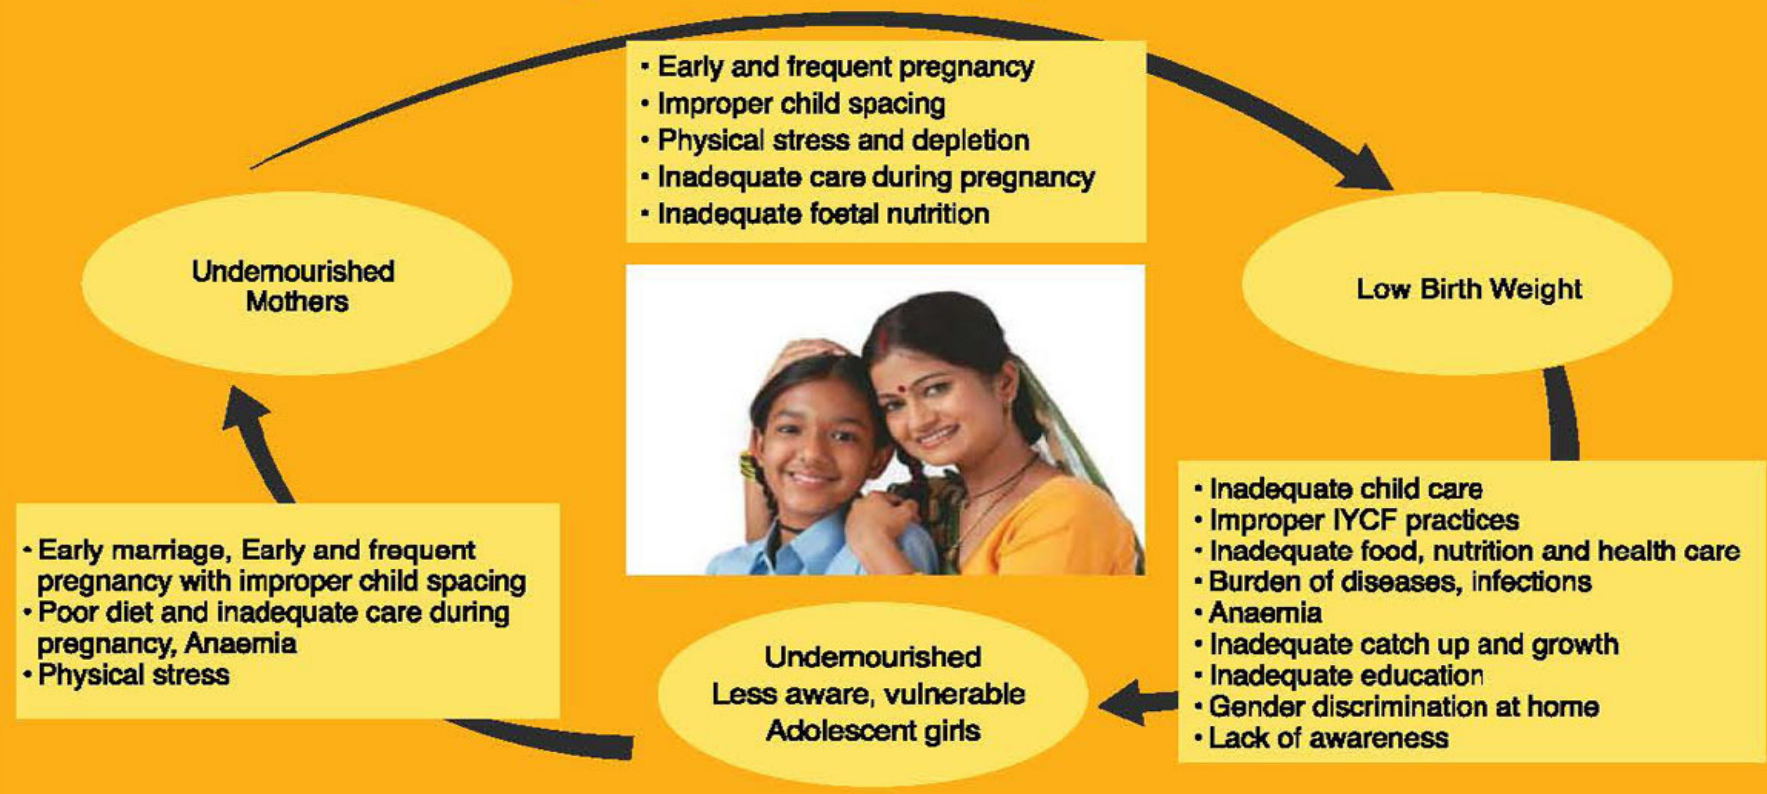 • Early and frequent pregnancy
• Improper child spacing
• Physical stress and depletion
• Inadequate care during pregnancy
• Inadequate foetal nutrition
Undernourished
Mothers
Low Birth Weight
• Inadequate child care
• Improper IYCF practices
• Inadequate food, nutrition and health care
• Burden of diseases, infections
• Anaemia
• Inadequate catch up and growth
• Inadequate education
• Gender discrimination at home
• Lack of awareness
Undernourished
Less aware, vulnerable
Adolescent girls
• Early marriage, Early and frequent
pregnancy with improper child spacing
• Poor diet and inadequate care during
pregnancy, Anaemia
• Physical stress